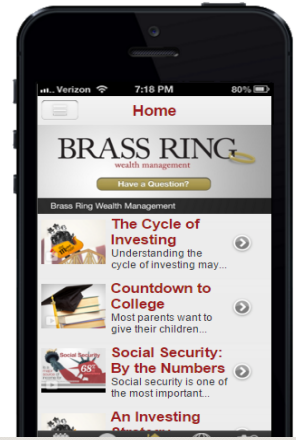 Verizon 7:18 PM 80%
Home
BRASS RING
wealth management
Have a Question?
Brass Ring Wealth Management
The Cycle of
Investing
Understanding the
cycle of investing may...
Countdown to
College
Most parents want to
give their children...
Social Security
68
Social Security:
By the Numbers
Social security is one of
the most important...
An Investing
Strategy